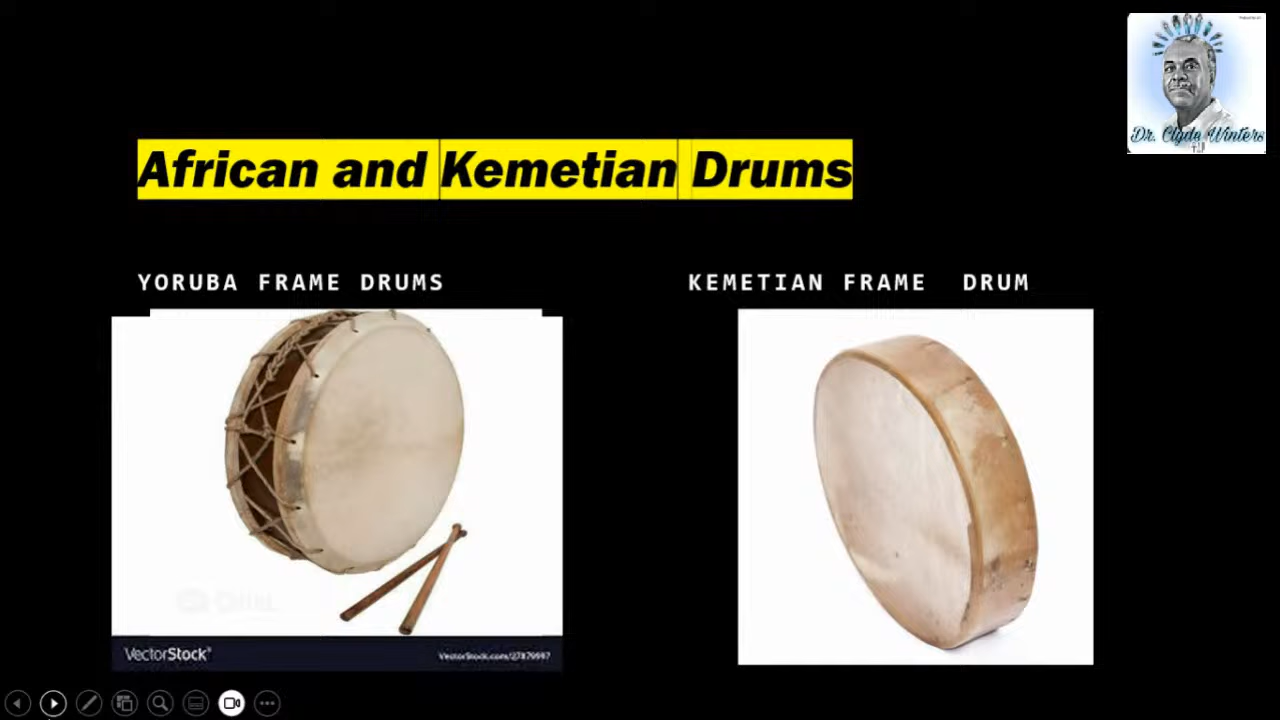 Dr. Clyde Winters
African and Kemetian Drums
YORUBA FRAME DRUMS
KEMETIAN FRAME DRUM
VectorStock®
VectorStock.com/27879997